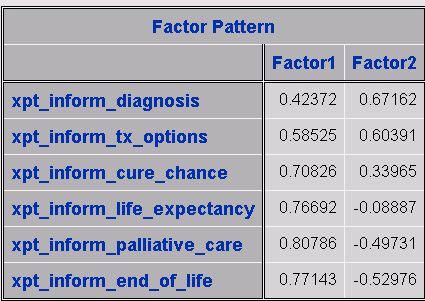 Factor Pattern
Factor1 Factor2
xpt_inform_diagnosis 0.42372 0.67162
xpt_inform_tx_options 0.58525 0.60391
xpt_inform_cure_chance 0.70826 0.33965
xpt_inform_life_expectancy 0.76692 -0.08887
xpt_inform_palliative_care 0.80786 -0.49731
xpt_inform_end_of_life 0.77143 -0.52976